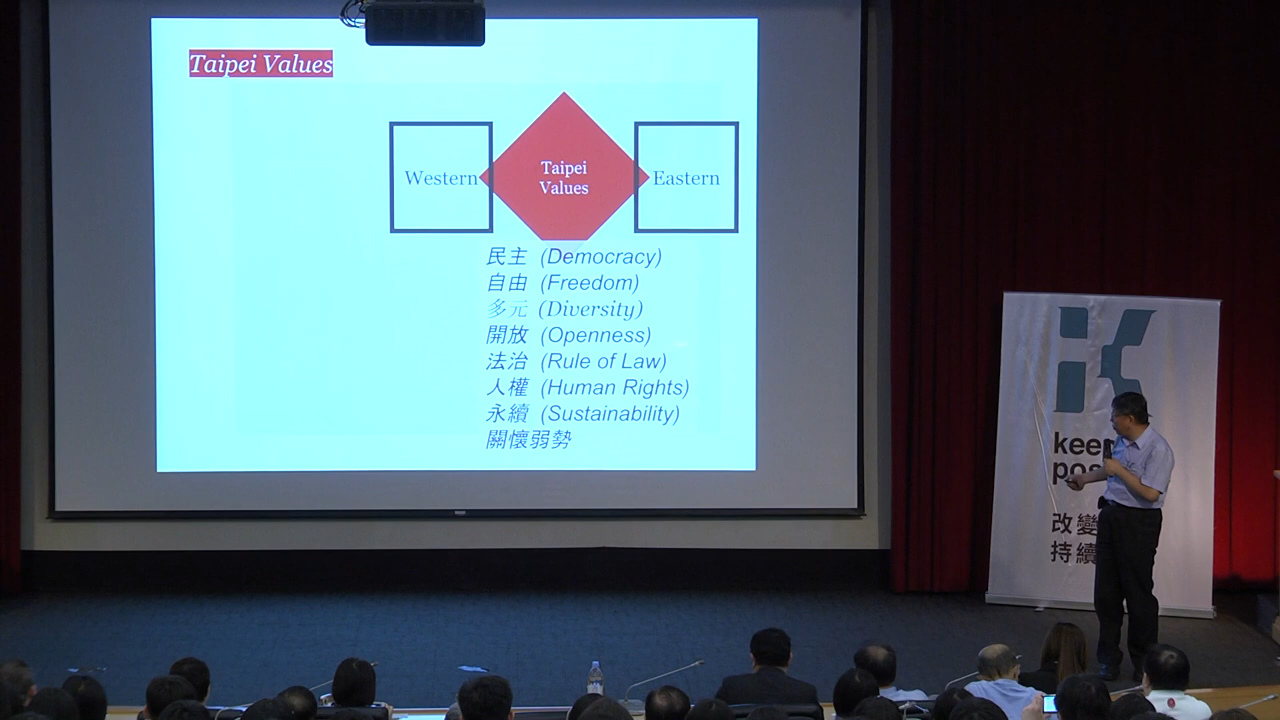 Taipei Values
Western
Taipei
Values
Eastern
民主 (Democracy)
自由 (Freedom)
多元 (Diversity)
開放 (Openness)
法治 (Rule of Law)
人權 (Human Rights)
永續 (Sustainability)
關懷弱勢
keep
改變
持續